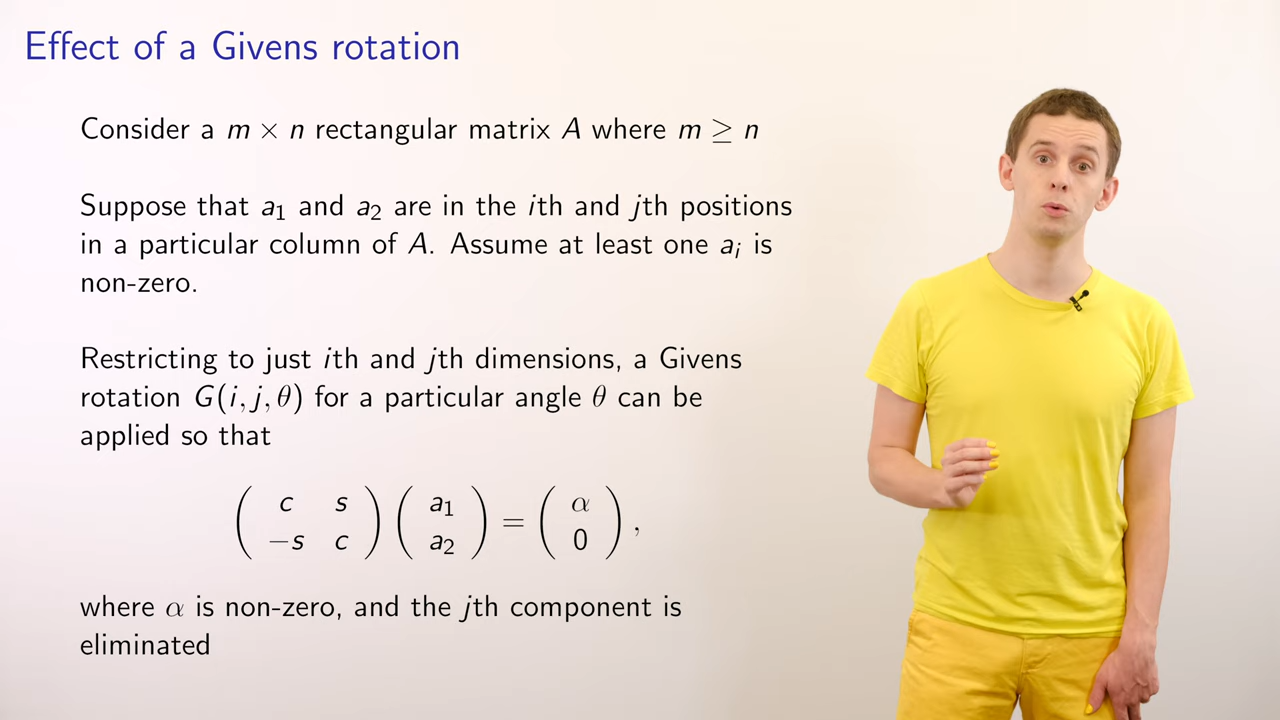 Effect of a Givens rotation
Consider a m × n rectangular matrix A where m ≥ n
Suppose that a₁ and a₂ are in the ith and jth positions
in a particular column of A. Assume at least one aᵢ is
non-zero.
Restricting to just ith and jth dimensions, a Givens
rotation G(i, j, θ) for a particular angle θ can be
applied so that
( c s ) ( a₁ ) = ( α ) ,
( −s c ) ( a₂ ) ( 0 )
where α is non-zero, and the jth component is
eliminated